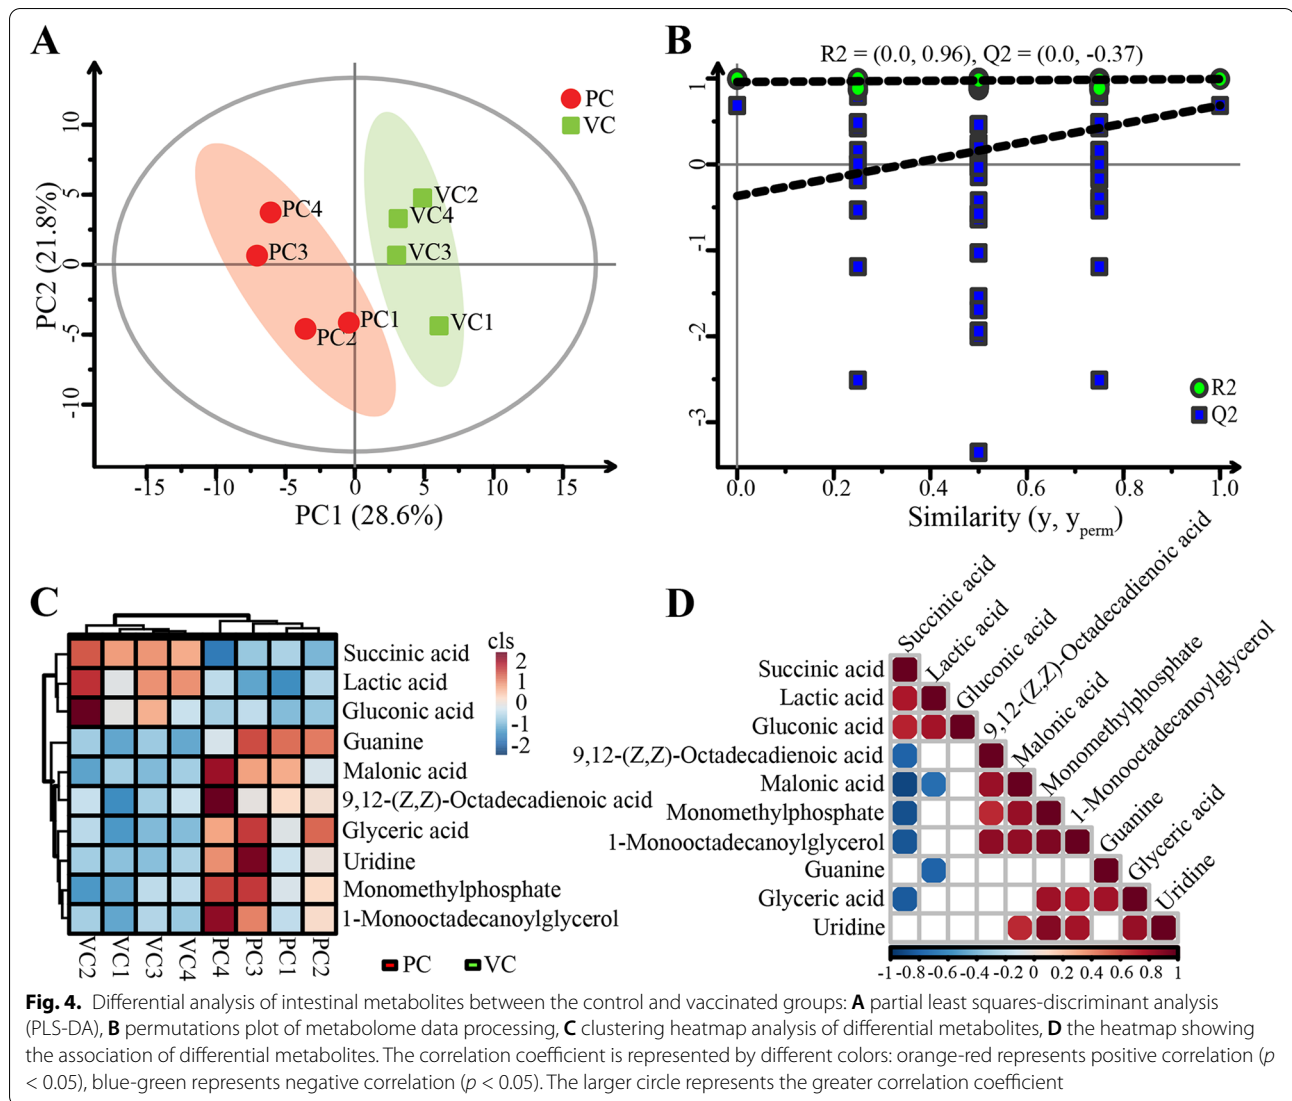 A
PC
VC
10
5
0
-5
-10
PC2 (21.8%)
PC4
PC3
PC2
PC1
VC2
VC4
VC3
VC1
-15
-10
-5
0
5
10
15
PC1 (28.6%)
B
R2 = (0.0, 0.96), Q2 = (0.0, -0.37)
1
0
-1
-2
-3
R2
Q2
0.0
0.2
0.4
0.6
0.8
1.0
Similarity (y, yperm)
C
cls
2
1
0
-1
-2
Succinic acid
Lactic acid
Gluconic acid
Guanine
Malonic acid
9,12-(Z,Z)-Octadecadienoic acid
Glyceric acid
Uridine
Monomethylphosphate
1-Monooctadecanoylglycerol
VC2
VC1
VC3
VC4
PC4
PC3
PC1
PC2
PC
VC
D
Succinic acid
Lactic acid
Gluconic acid
9,12-(Z,Z)-Octadecadienoic acid
Malonic acid
Monomethylphosphate
1-Monooctadecanoylglycerol
Guanine
Glyceric acid
Uridine
Succinic acid
Lactic acid
Gluconic acid
9,12-(Z,Z)-Octadecadienoic acid
Malonic acid
Monomethylphosphate
1-Monooctadecanoylglycerol
Guanine
Glyceric acid
Uridine
-1 -0.8 -0.6 -0.4 -0.2 0 0.2 0.4 0.6 0.8 1
Fig. 4. Differential analysis of intestinal metabolites between the control and vaccinated groups: A partial least squares-discriminant analysis
(PLS-DA), B permutations plot of metabolome data processing, C clustering heatmap analysis of differential metabolites, D the heatmap showing
the association of differential metabolites. The correlation coefficient is represented by different colors: orange-red represents positive correlation (p
< 0.05), blue-green represents negative correlation (p < 0.05). The larger circle represents the greater correlation coefficient